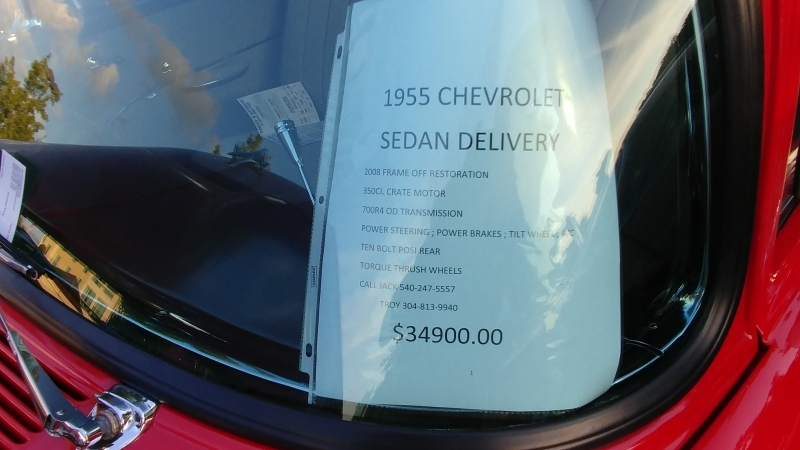 1955 CHEVROLET
SEDAN DELIVERY
2008 FRAME OFF RESTORATION
350CI. CRATE MOTOR
700R4 OD TRANSMISSION
POWER STEERING ; POWER BRAKES ; TILT WHEEL;
TEN BOLT POSI REAR
TORQUE THRUSH WHEELS
CALL JACK 540-247-5557
TROY 304-813-9940
$34900.00